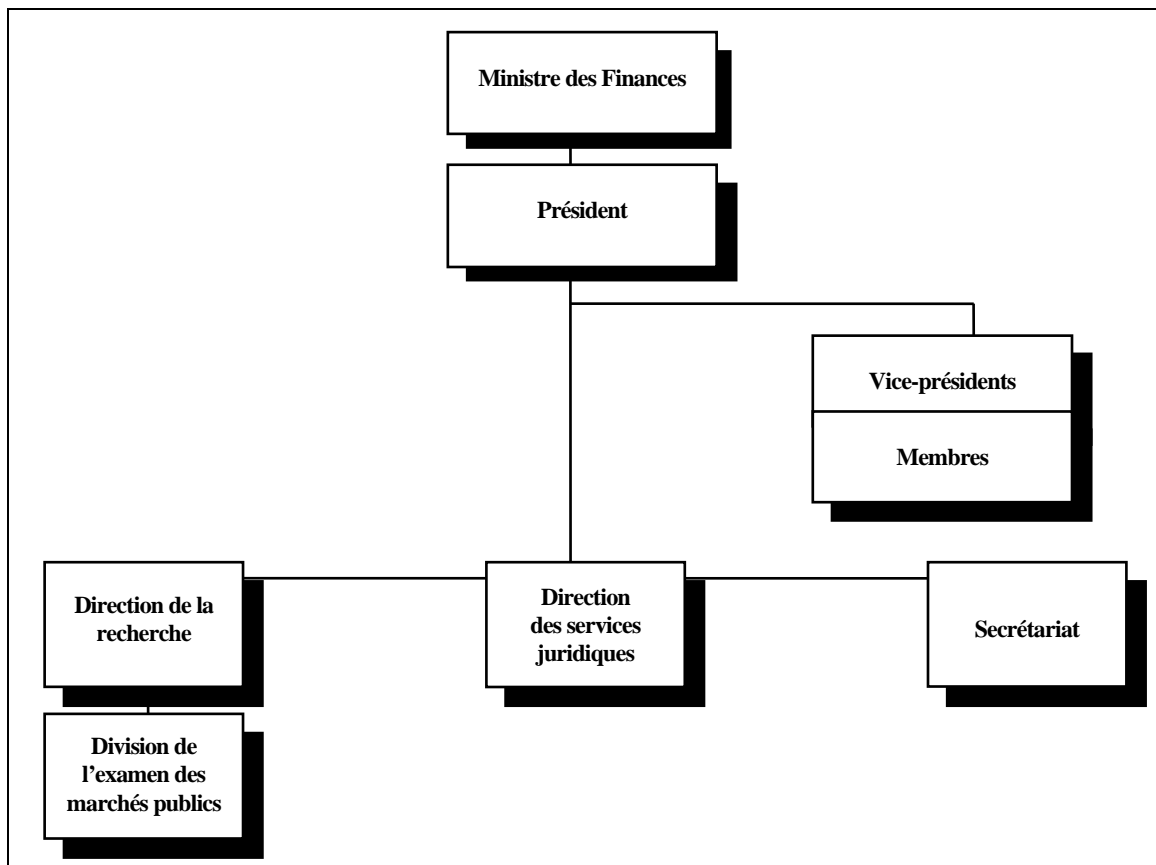 Ministre des Finances
Président
Vice-présidents
Membres
Direction de la
recherche
Direction
des services
juridiques
Secrétariat
Division de
l'examen des
marchés publics